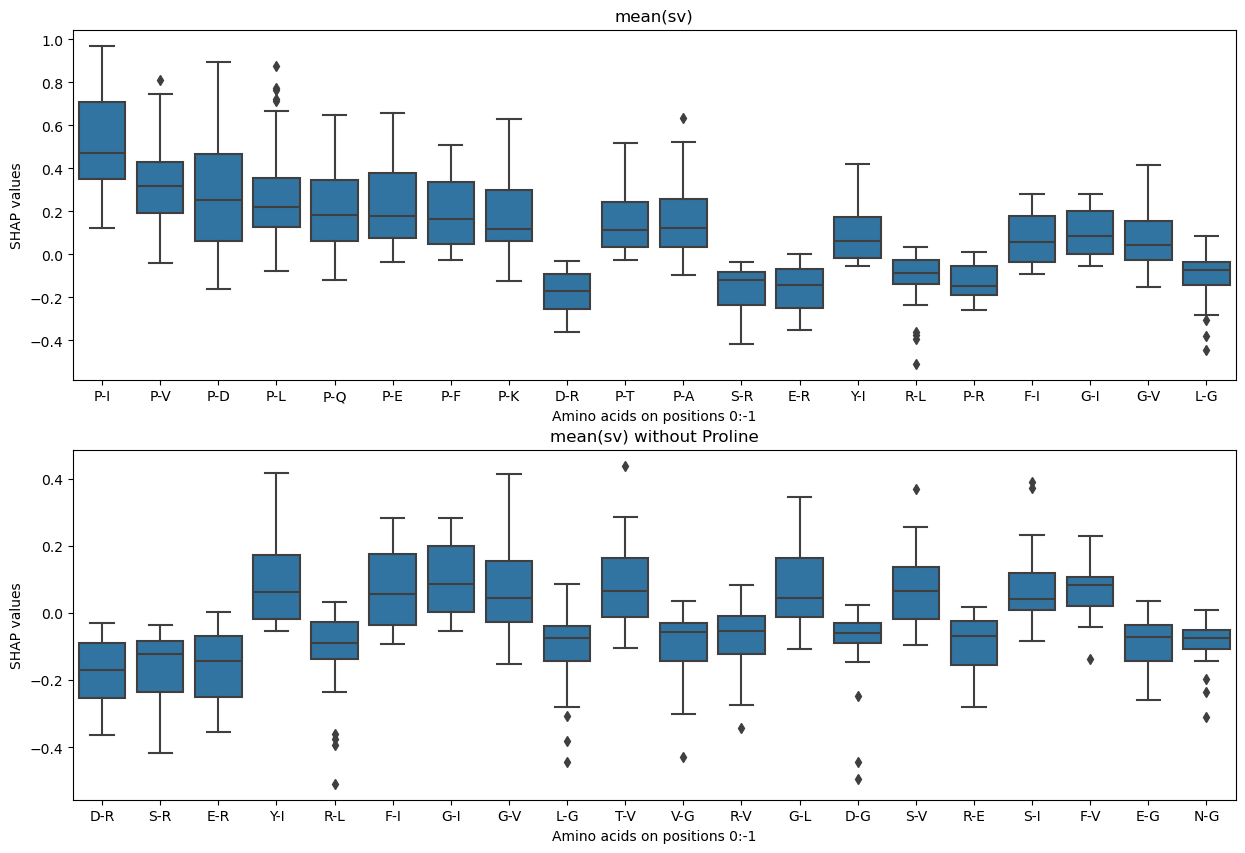 mean(sv)
1.0
0.8
0.6
0.4
0.2
0.0
−0.2
−0.4
SHAP values
P-I P-V P-D P-L P-Q P-E P-F P-K D-R P-T P-A S-R E-R Y-I R-L P-R F-I G-I G-V L-G
Amino acids on positions 0:-1
mean(sv) without Proline
0.4
0.2
0.0
−0.2
−0.4
SHAP values
D-R S-R E-R Y-I R-L F-I G-I G-V L-G T-V V-G R-V G-L D-G S-V R-E S-I F-V E-G N-G
Amino acids on positions 0:-1